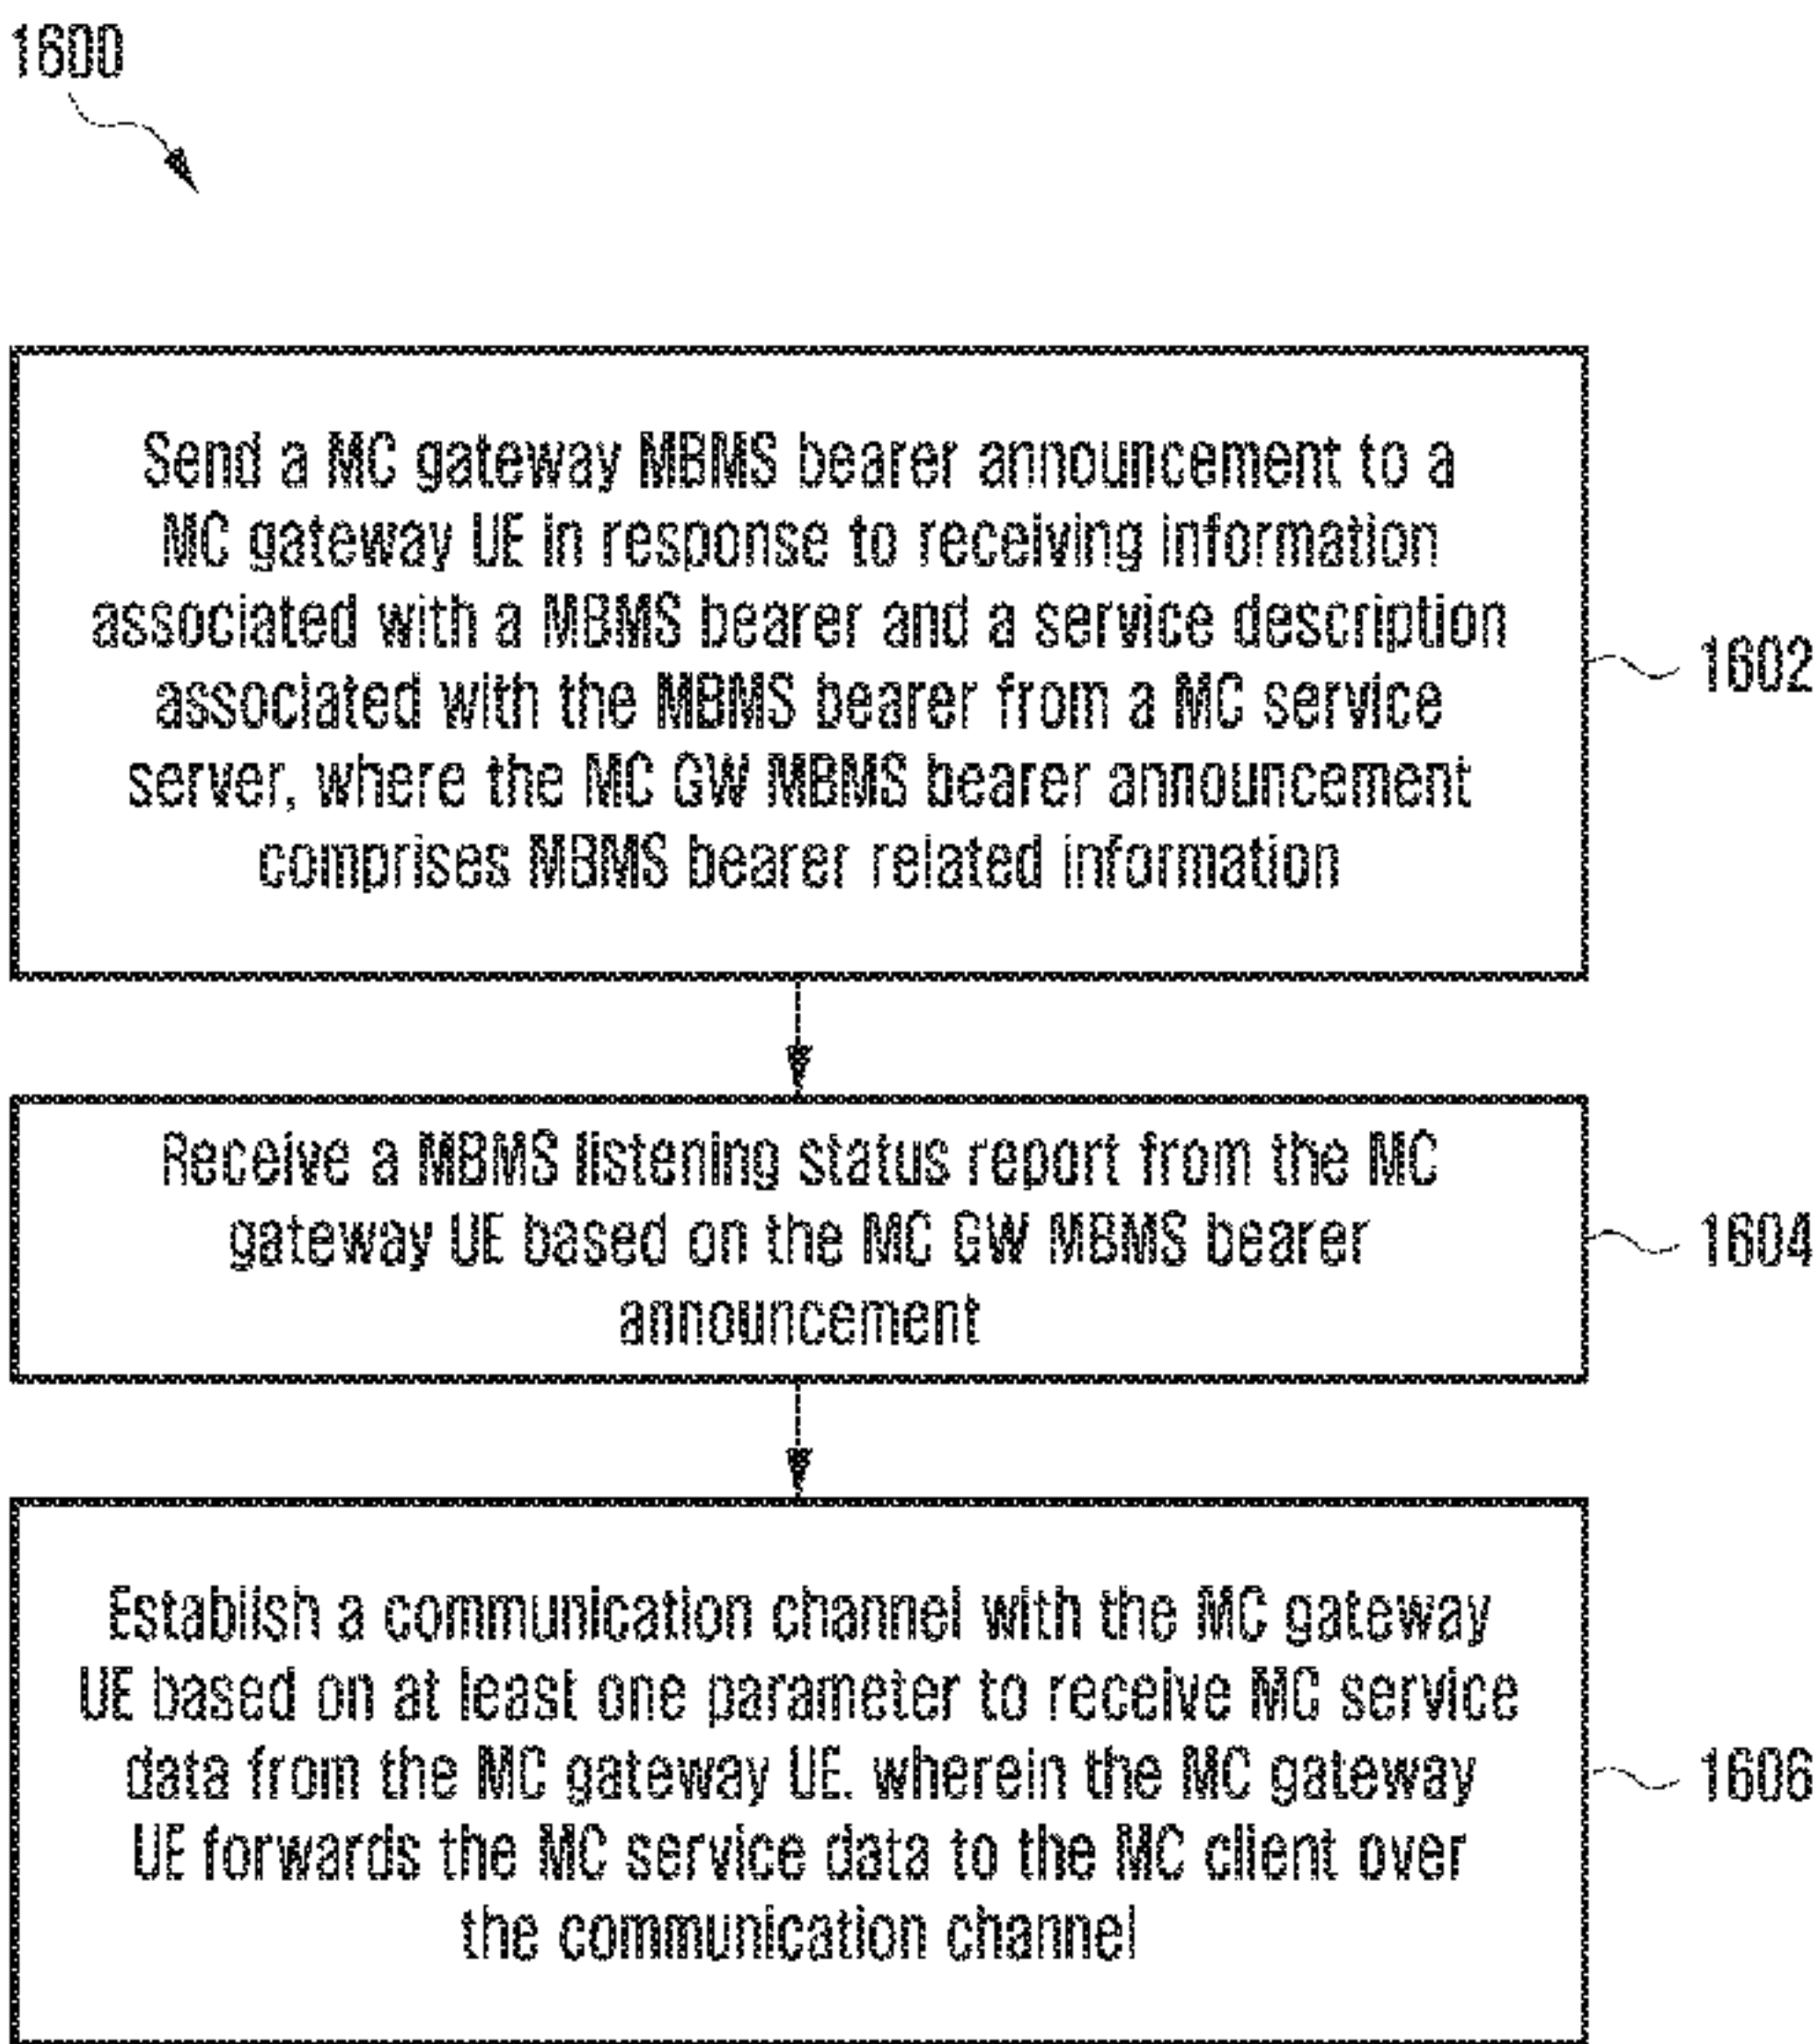 1600
Send a MC gateway MBMS bearer announcement to a
MC gateway UE in response to receiving information
associated with a MBMS bearer and a service description
associated with the MBMS bearer from a MC service
server, where the MC GW MBMS bearer announcement
comprises MBMS bearer related information
1602
Receive a MBMS listening status report from the MC
gateway UE based on the MC GW MBMS bearer
announcement
1604
Establish a communication channel with the MC gateway
UE based on at least one parameter to receive MC service
data from the MC gateway UE, wherein the MC gateway
UE forwards the MC service data to the MC client over
the communication channel
1606